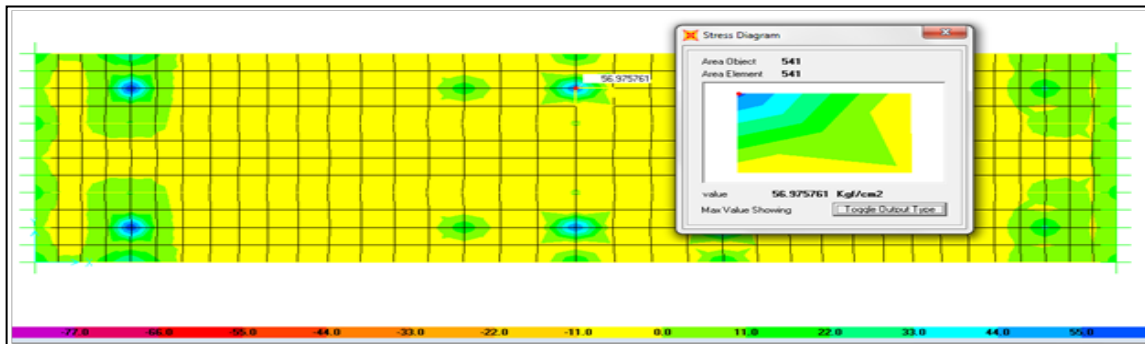 Stress Diagram
Area Object 541
Area Element 541
56.975761
value 56.975761 Kgf/cm2
Max Value Showing Toggle Output Type
-77.0 -66.0 -55.0 -44.0 -33.0 -22.0 -11.0 0.0 11.0 22.0 33.0 44.0 55.0